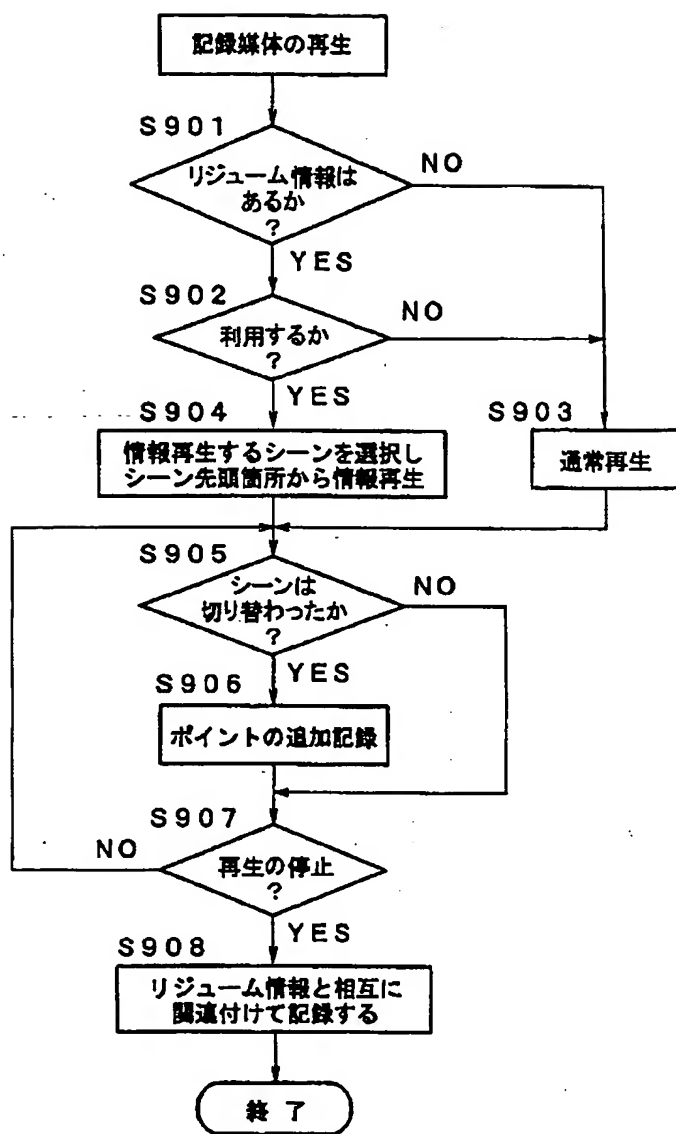 記録媒体の再生
S901
リジューム情報は
あるか
?
NO
YES
S902
利用するか
?
NO
YES
S904
情報再生するシーンを選択し
シーン先頭箇所から情報再生
S903
通常再生
S905
シーンは
切り替わったか
?
NO
YES
S906
ポイントの追加記録
S907
再生の停止
?
NO
YES
S908
リジューム情報と相互に
関連付けて記録する
終了